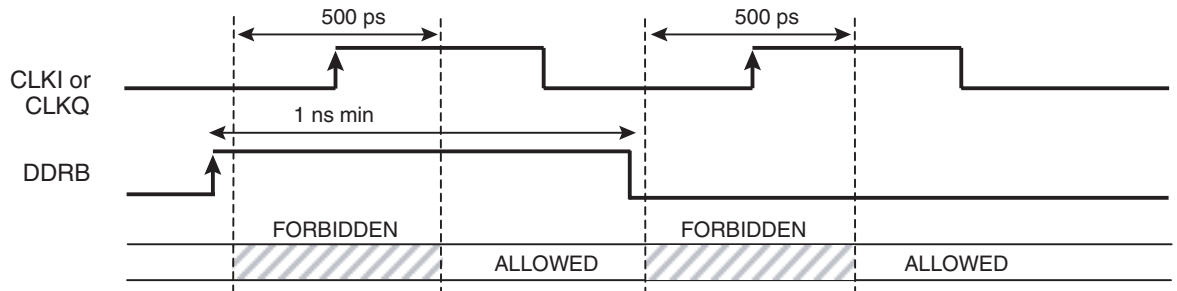 500 ps
500 ps
CLKI or
CLKQ
1 ns min
DDRB
FORBIDDEN
FORBIDDEN
ALLOWED
ALLOWED